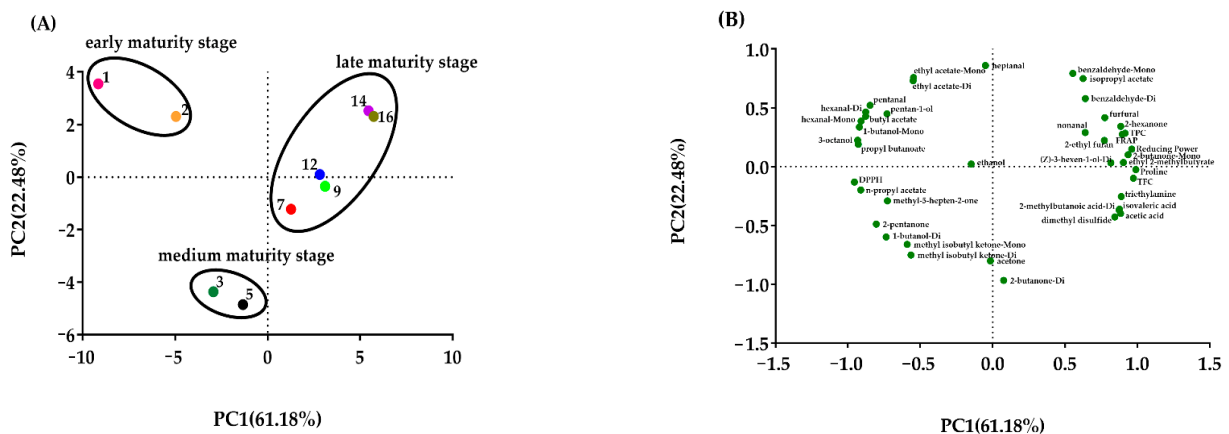 (A)
early maturity stage
late maturity stage
medium maturity stage
1
2
14
16
12
9
7
3
5
4
2
0
−2
−4
−6
−10
−5
0
5
10
PC2(22.48%)
PC1(61.18%)
(B)
ethyl acetate-Mono
heptanal
ethyl acetate-Di
benzaldehyde-Mono
isopropyl acetate
benzaldehyde-Di
pentanal
hexanal-Di
pentan-1-ol
hexanal-Mono
butyl acetate
1-butanol-Mono
3-octanol
propyl butanoate
furfural
nonanal
2-hexanone
TPC
2-ethyl furan
FRAP
Reducing Power
2-butanone-Mono
(Z)-3-hexen-1-ol-Di
ethyl 2-methylbutyrate
ethanol
Proline
TFC
DPPH
n-propyl acetate
methyl-5-hepten-2-one
triethylamine
2-methylbutanoic acid-Di
isovaleric acid
acetic acid
dimethyl disulfide
2-pentanone
1-butanol-Di
methyl isobutyl ketone-Mono
methyl isobutyl ketone-Di
acetone
2-butanone-Di
1.0
0.5
0.0
−0.5
−1.0
−1.5
−1.5
−1.0
−0.5
0.0
0.5
1.0
1.5
PC2(22.48%)
PC1(61.18%)